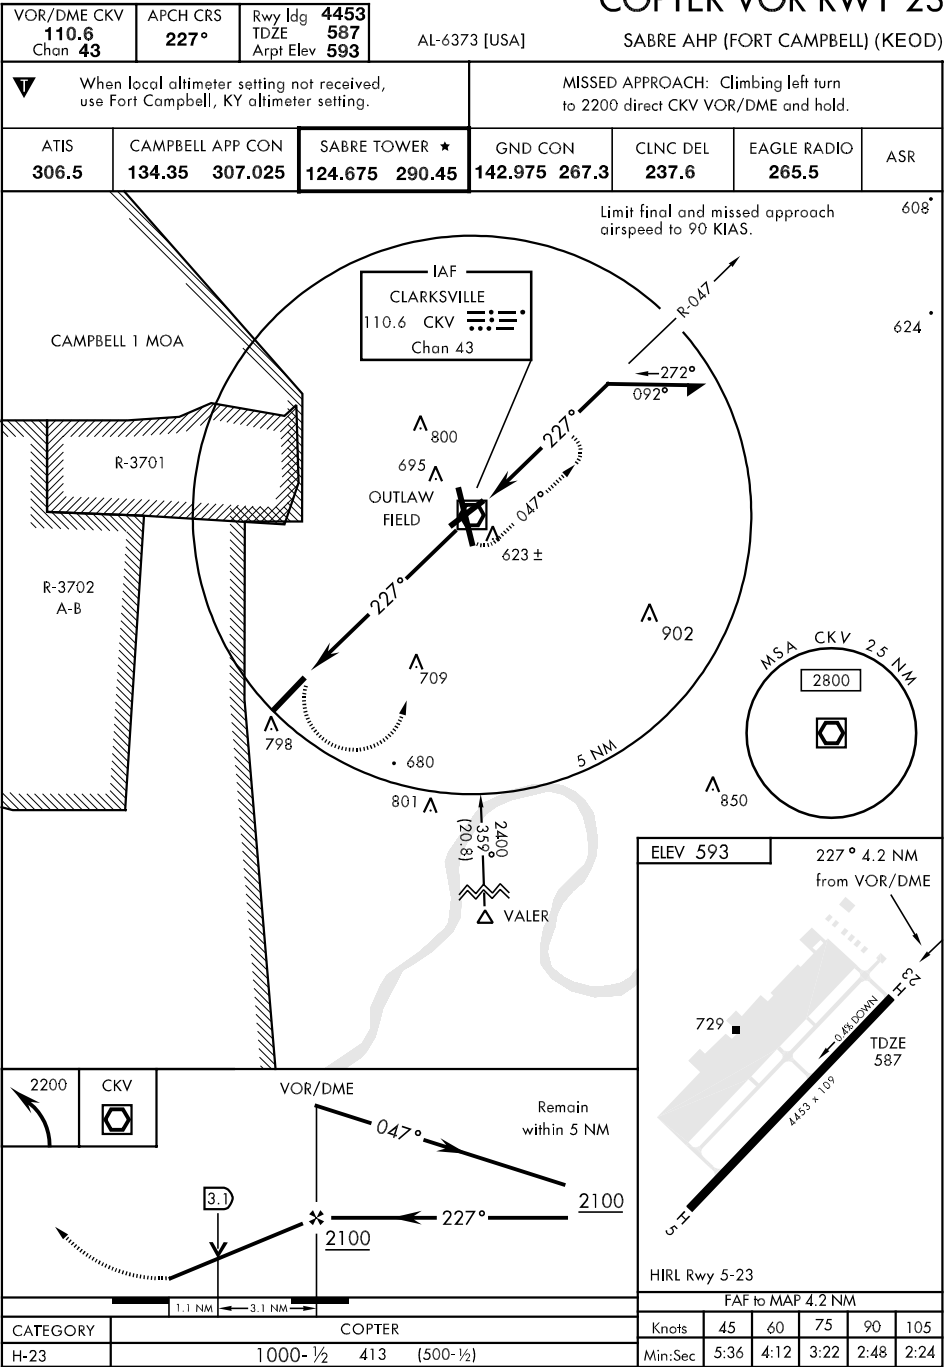 COPTER VOR RWY 23
VOR/DME CKV
110.6
Chan 43
APCH CRS
227°
Rwy ldg 4453
TDZE 587
Arpt Elev 593
AL-6373 [USA]
SABRE AHP (FORT CAMPBELL) (KEOD)
T
When local altimeter setting not received,
use Fort Campbell, KY altimeter setting.
MISSED APPROACH: Climbing left turn
to 2200 direct CKV VOR/DME and hold.
ATIS
306.5
CAMPBELL APP CON
134.35 307.025
SABRE TOWER ★
124.675 290.45
GND CON
142.975 267.3
CLNC DEL
237.6
EAGLE RADIO
265.5
ASR
Limit final and missed approach
airspeed to 90 KIAS.
608
624
IAF
CLARKSVILLE
110.6 CKV
Chan 43
R-047
CAMPBELL 1 MOA
272°
092°
227°
800
695
R-3701
OUTLAW
FIELD
047°
623 ±
R-3702
A-B
227°
902
709
798
680
801
5 NM
850
MSA CKV 25 NM
2800
2400
359°
(20.8)
VALER
ELEV 593
227° 4.2 NM
from VOR/DME
23
H
729
0.4% DOWN
TDZE
587
4453 x 109
H
5
HIRL Rwy 5-23
2200
CKV
VOR/DME
Remain
within 5 NM
047°
3.1
2100
227°
2100
1.1 NM
3.1 NM
CATEGORY
COPTER
H-23
1000-½ 413 (500-½)
FAF to MAP 4.2 NM
Knots 45 60 75 90 105
Min:Sec 5:36 4:12 3:22 2:48 2:24